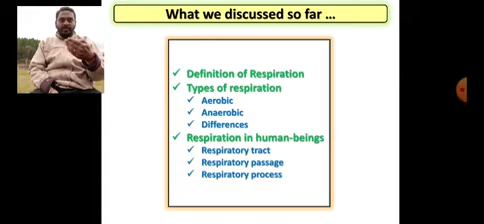 What we discussed so far ...
✓ Definition of Respiration
✓ Types of respiration
✓ Aerobic
✓ Anaerobic
✓ Differences
✓ Respiration in human-beings
✓ Respiratory tract
✓ Respiratory passage
✓ Respiratory process